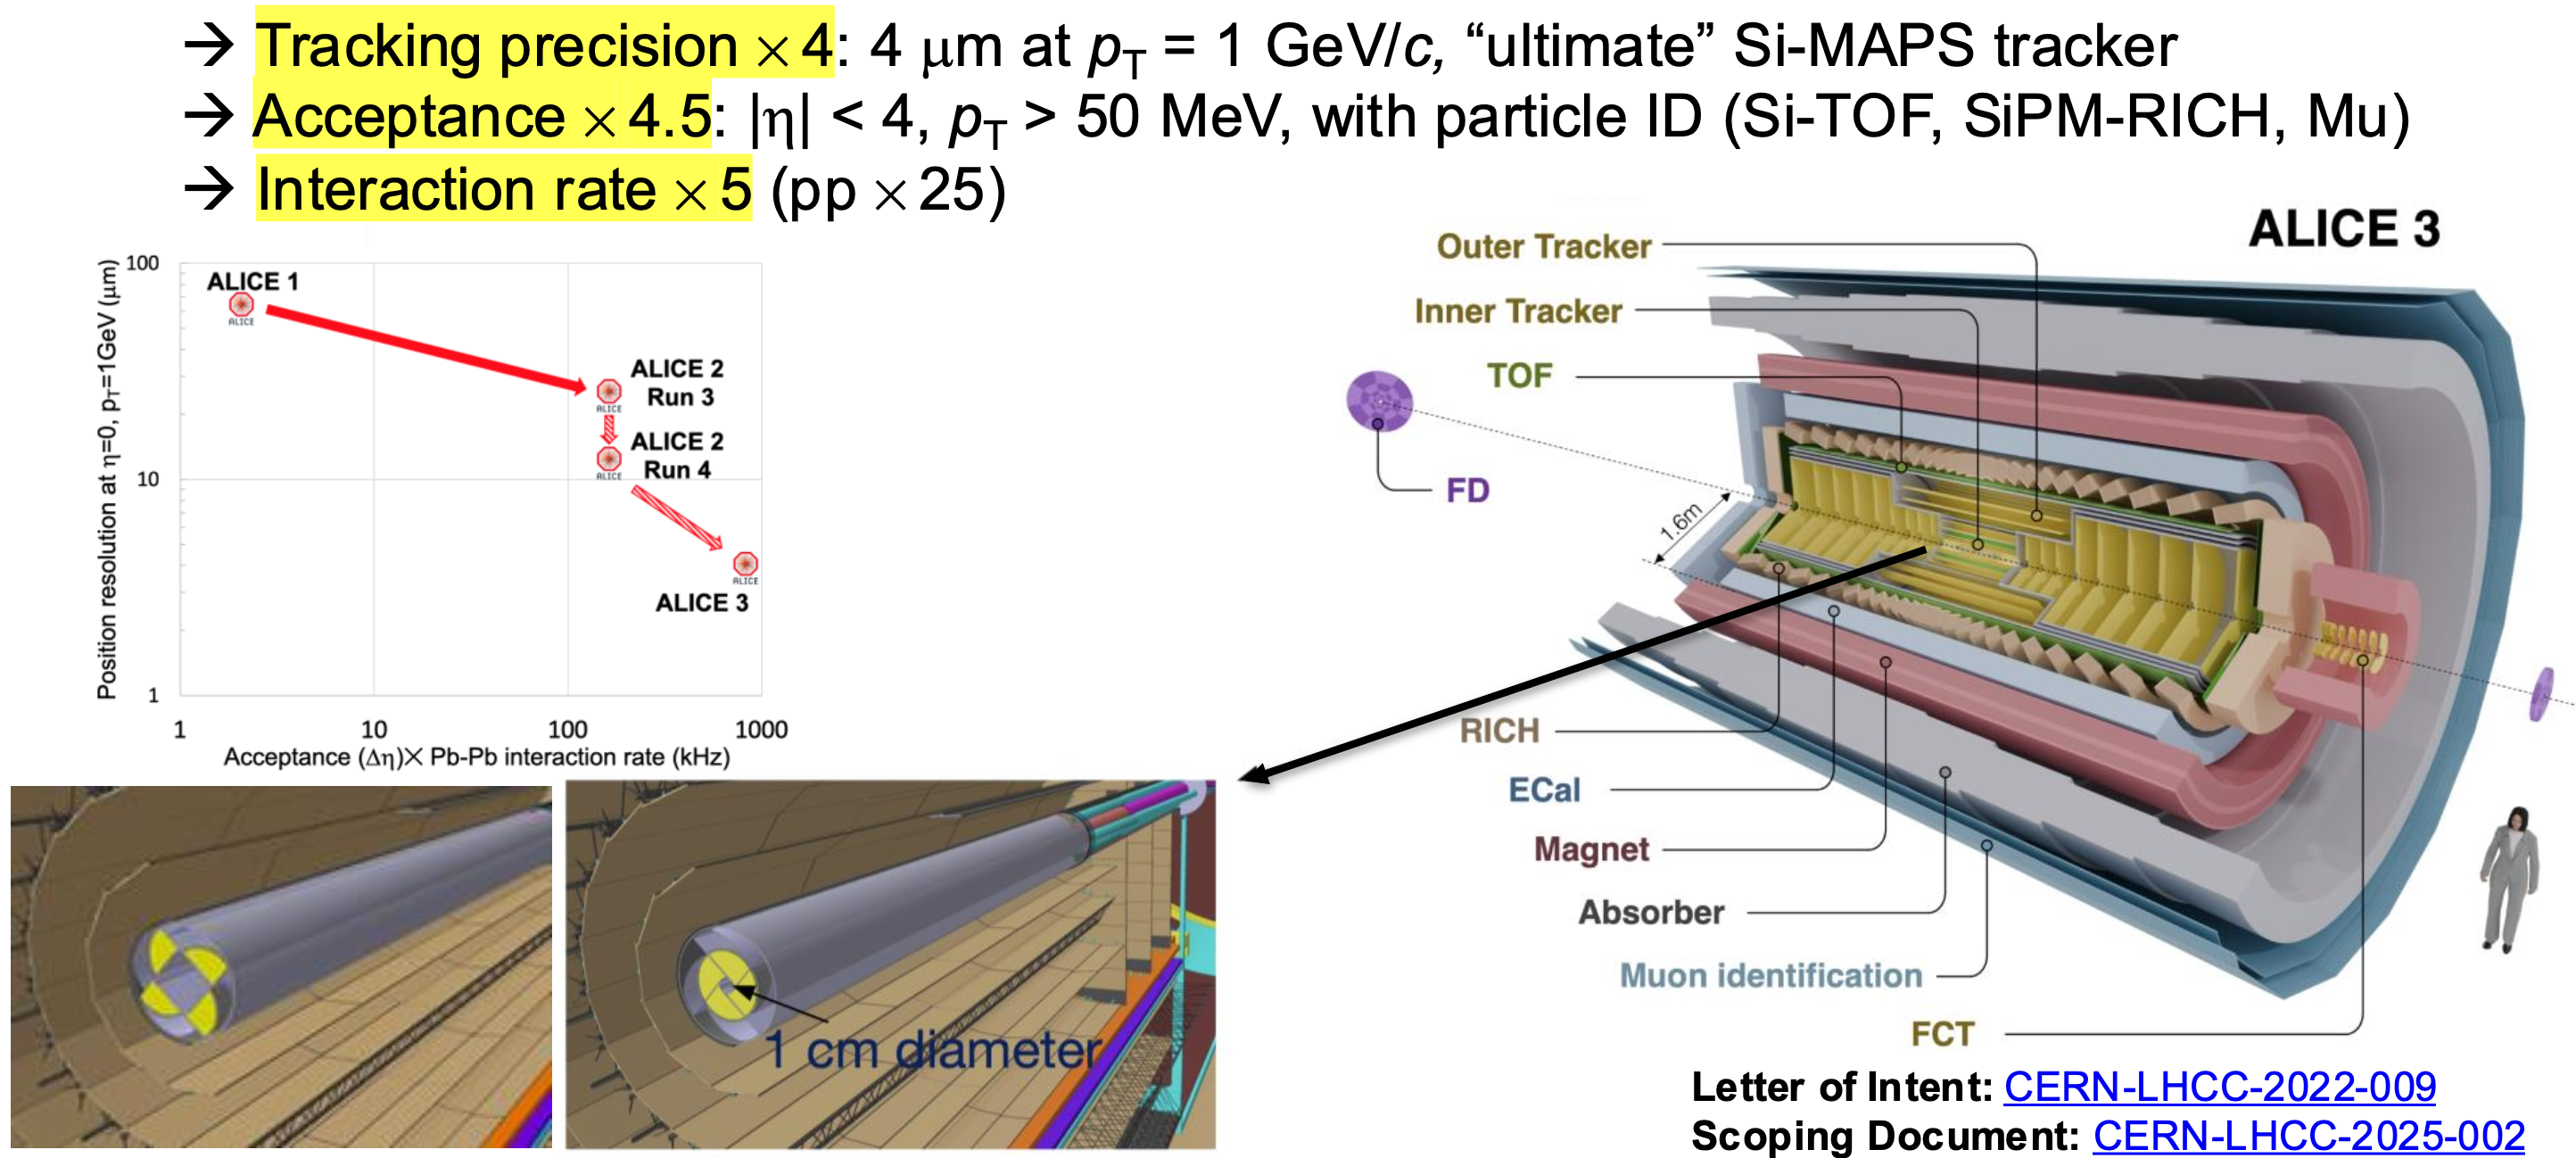 → Tracking precision ×4: 4 μm at pT = 1 GeV/c, “ultimate” Si-MAPS tracker
→ Acceptance ×4.5: |η| < 4, pT > 50 MeV, with particle ID (Si-TOF, SiPM-RICH, Mu)
→ Interaction rate ×5 (pp ×25)
Position resolution at η=0, pT=1GeV (μm)
100
10
1
1
10
100
1000
Acceptance (Δη)X Pb-Pb interaction rate (kHz)
ALICE 1
ALICE
ALICE 2
Run 3
ALICE
ALICE 2
Run 4
ALICE
ALICE
ALICE 3
ALICE 3
Outer Tracker
Inner Tracker
TOF
FD
1.6m
RICH
ECal
Magnet
Absorber
Muon identification
FCT
1 cm diameter
Letter of Intent: CERN-LHCC-2022-009
Scoping Document: CERN-LHCC-2025-002